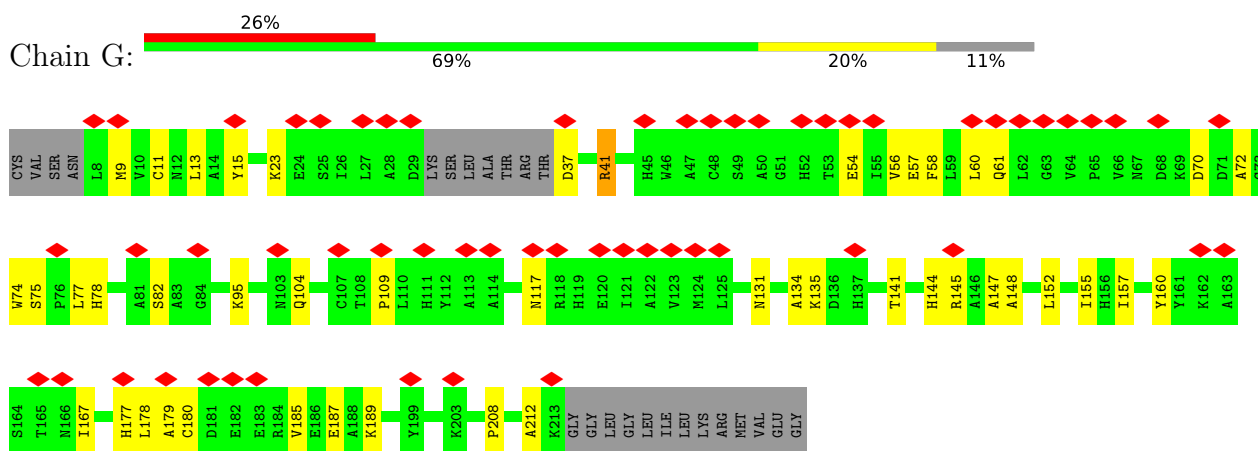 26%
Chain G:
69% 20% 11%
CYS VAL SER ASN L8 M9 V10 C11 N12 L13 A14 Y15 K23 E24 S25 I26 L27 A28 D29 LYS SER LEU ALA THR ARG THR D37 R41 H45 W46 A47 C48 S49 A50 G51 H52 T53 E54 I55 V56 E57 F58 L59 L60 Q61 L62 G63 V64 P65 V66 N67 D68 K69 D70 D71 A72
W74 S75 P76 L77 H78 A81 S82 A83 G84 K95 N103 Q104 C107 T108 P109 L110 H111 Y112 A113 A114 N117 R118 H119 E120 I121 A122 V123 M124 L125 N131 A134 K135 D136 H137 T141 H144 R145 A146 A147 A148 L152 I155 H156 I157 Y160 Y161 K162 A163
S164 T165 N166 I167 H177 L178 A179 C180 D181 E182 E183 R184 V185 E186 E187 A188 K189 Y199 K203 P208 A212 K213 GLY GLY LEU GLY LEU ILE LEU LYS ARG MET VAL GLU GLY